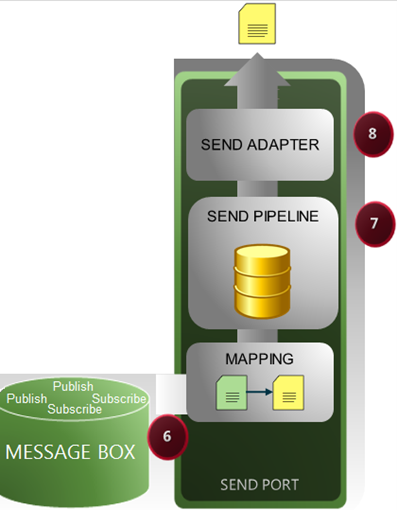 SEND ADAPTER
8
SEND PIPELINE
7
MAPPING
Publish
Publish Subscribe
Subscribe
6
MESSAGE BOX
SEND PORT